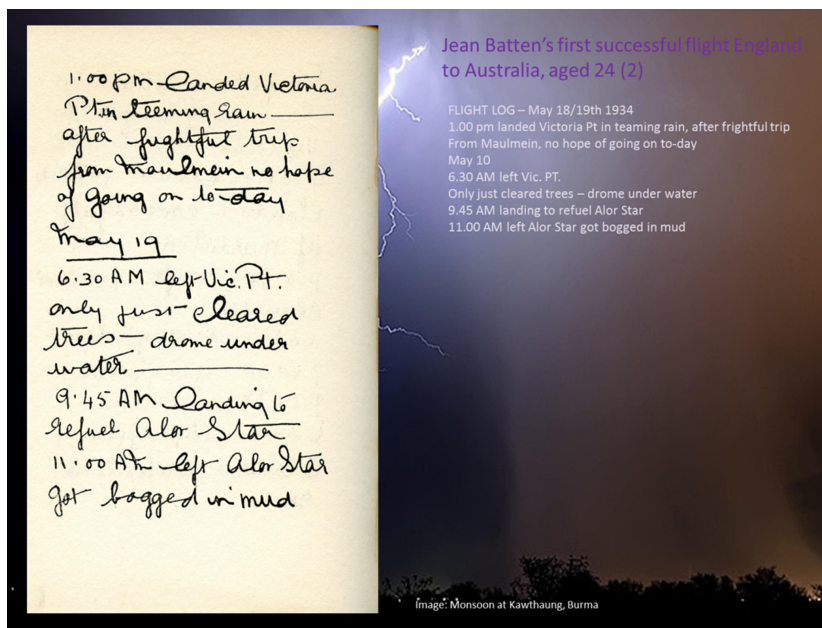 1.00 pm landed Victoria
Pt in teeming rain ——
after frightful trip
from Maulmein no hope
of going on to-day
May 19
6.30 AM left Vic. Pt.
only just cleared
trees — drome under
water ————
9.45 AM landing to
refuel Alor Star
11.00 Am left Alor Star
got bogged in mud
Jean Batten's first successful flight England
to Australia, aged 24 (2)
FLIGHT LOG – May 18/19th 1934
1.00 pm landed Victoria Pt in teaming rain, after frightful trip
From Maulmein, no hope of going on to-day
May 10
6.30 AM left Vic. PT.
Only just cleared trees – drome under water
9.45 AM landing to refuel Alor Star
11.00 AM left Alor Star got bogged in mud
Image: Monsoon at Kawthaung, Burma